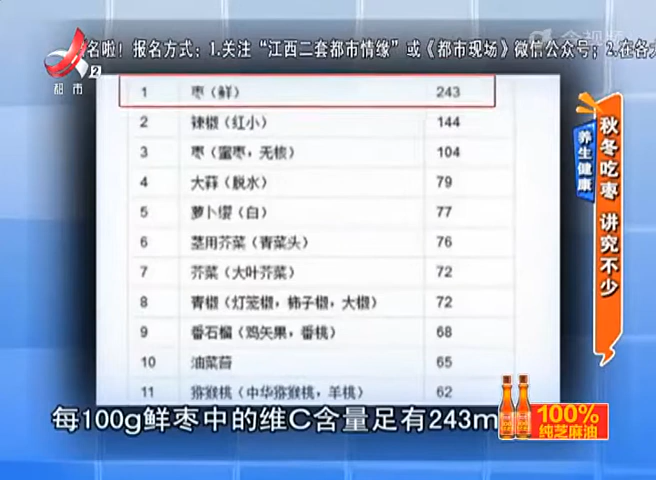 名啦！报名方式：1.关注“江西二套都市情缘”或《都市现场》微信公众号；2.在各大
2
都市
1 枣（鲜） 243
2 辣椒（红小） 144
3 枣（蜜枣，无核） 104
4 大蒜（脱水） 79
5 萝卜缨（白） 77
6 茎用芥菜（青菜头） 76
7 芥菜（大叶芥菜） 72
8 青椒（灯笼椒，柿子椒，大椒） 72
9 番石榴（鸡矢果，番桃） 68
10 油菜苔 65
11 猕猴桃（中华猕猴桃，羊桃） 62
养生健康
秋冬吃枣 讲究不少
每100g鲜枣中的维C含量足有243m
100%
纯芝麻油